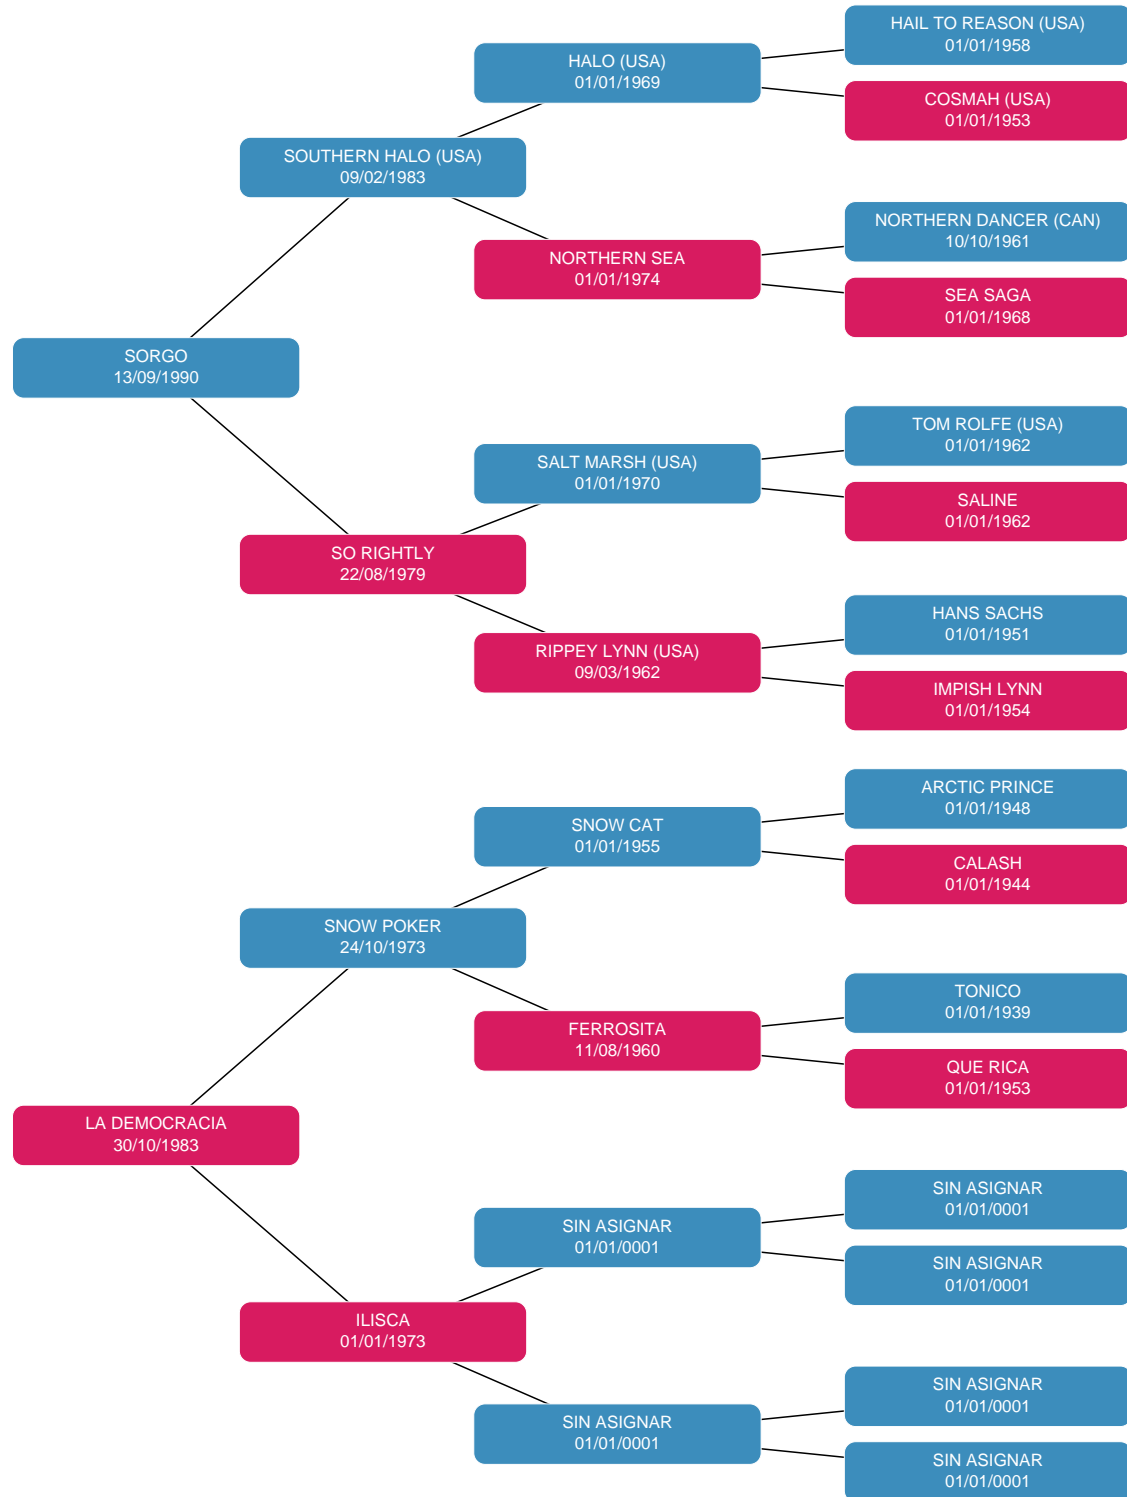 HAIL TO REASON (USA)
01/01/1958
HALO (USA)
01/01/1969
COSMAH (USA)
01/01/1953
SOUTHERN HALO (USA)
09/02/1983
NORTHERN DANCER (CAN)
10/10/1961
NORTHERN SEA
01/01/1974
SEA SAGA
01/01/1968
SORGO
13/09/1990
TOM ROLFE (USA)
01/01/1962
SALT MARSH (USA)
01/01/1970
SALINE
01/01/1962
SO RIGHTLY
22/08/1979
HANS SACHS
01/01/1951
RIPPEY LYNN (USA)
09/03/1962
IMPISH LYNN
01/01/1954
ARCTIC PRINCE
01/01/1948
SNOW CAT
01/01/1955
CALASH
01/01/1944
SNOW POKER
24/10/1973
TONICO
01/01/1939
FERROSITA
11/08/1960
QUE RICA
01/01/1953
LA DEMOCRACIA
30/10/1983
SIN ASIGNAR
01/01/0001
SIN ASIGNAR
01/01/0001
SIN ASIGNAR
01/01/0001
ILISCA
01/01/1973
SIN ASIGNAR
01/01/0001
SIN ASIGNAR
01/01/0001
SIN ASIGNAR
01/01/0001